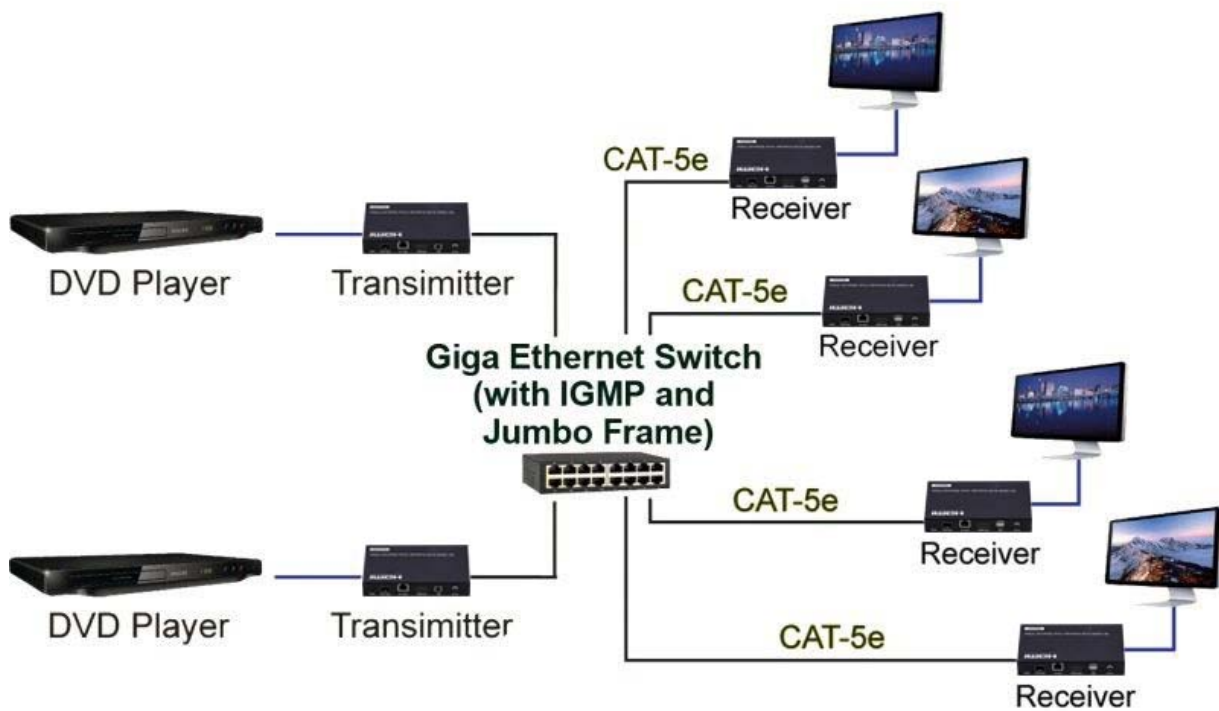 CAT-5e
Receiver
DVD Player
Transimitter
CAT-5e
Receiver
Giga Ethernet Switch
(with IGMP and
Jumbo Frame)
CAT-5e
Receiver
DVD Player
Transimitter
CAT-5e
Receiver